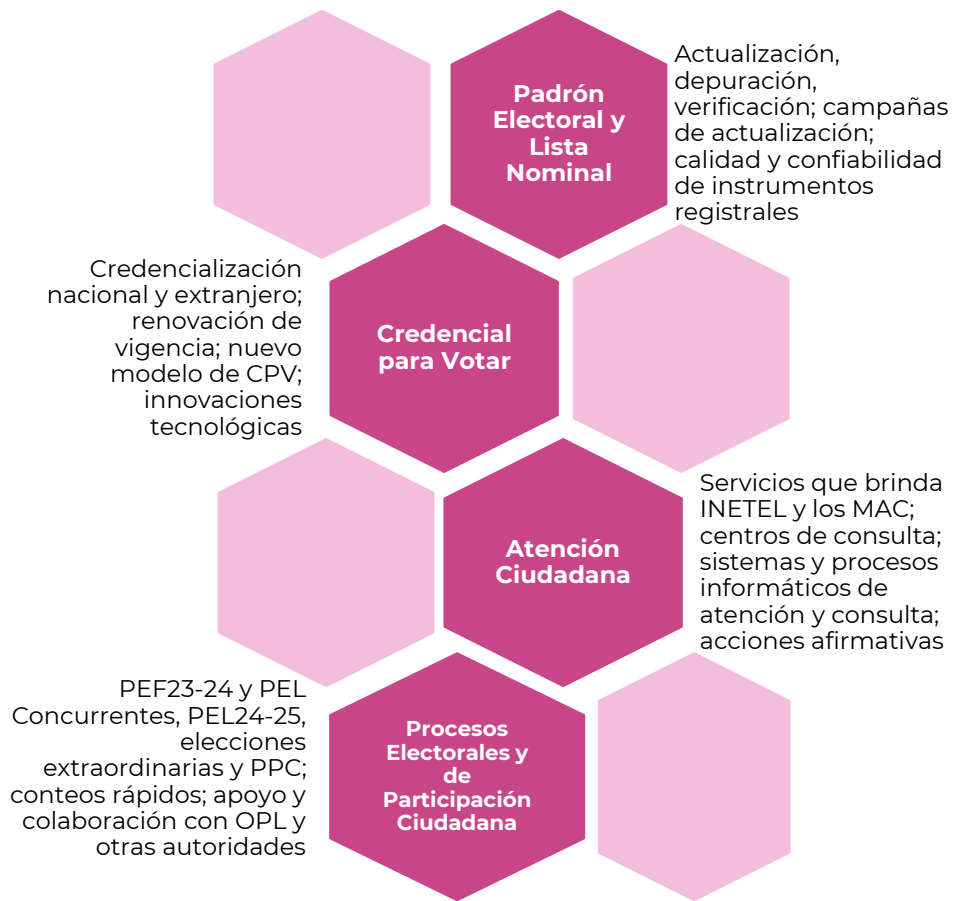 Padrón
Electoral y
Lista
Nominal
Actualización,
depuración,
verificación; campañas
de actualización;
calidad y confiabilidad
de instrumentos
registrales
Credencialización
nacional y extranjero;
renovación de
vigencia; nuevo
modelo de CPV;
innovaciones
tecnológicas
Credencial
para Votar
Atención
Ciudadana
Servicios que brinda
INETEL y los MAC;
centros de consulta;
sistemas y procesos
informáticos de
atención y consulta;
acciones afirmativas
PEF23-24 y PEL
Concurrentes, PEL24-25,
elecciones
extraordinarias y PPC;
conteos rápidos; apoyo y
colaboración con OPL y
otras autoridades
Procesos
Electorales y
de
Participación
Ciudadana